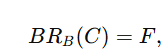 BR_B(C) = F,